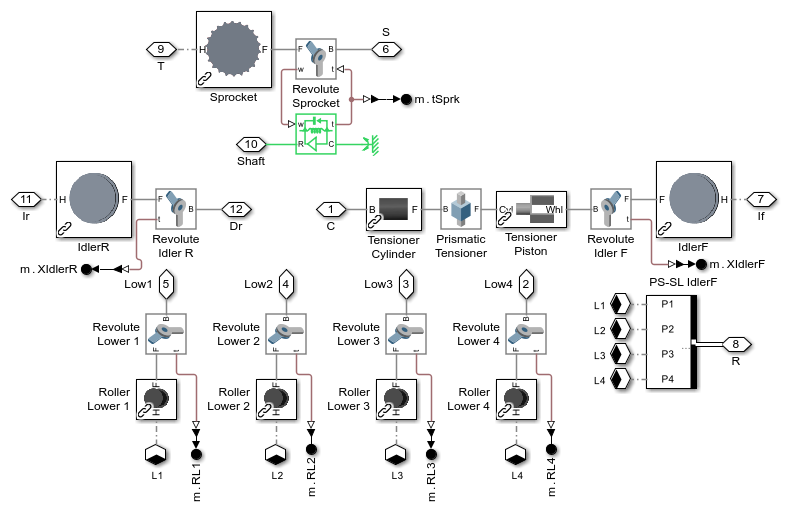 S
9
H
F
F
B
6
T
w
t
Sprocket
Revolute
Sprocket
m.tSprk
w
t
10
R
C
Shaft
11
H
F
F
B
12
1
B
F
B
F
Cyl
Whl
B
F
F
H
7
Ir
t
Dr
C
t
If
IdlerR
Revolute
Idler R
Tensioner
Cylinder
Prismatic
Tensioner
Tensioner
Piston
Revolute
Idler F
IdlerF
m.XIdlerR
m.XIdlerF
PS-SL IdlerF
Low1
5
Low2
4
Low3
3
Low4
2
L1
P1
L2
P2
L3
P3
L4
P4
8
R
B
Revolute
Lower 1
F
t
B
Revolute
Lower 2
F
t
B
Revolute
Lower 3
F
t
B
Revolute
Lower 4
F
t
Roller
Lower 1
F
H
Roller
Lower 2
F
H
Roller
Lower 3
F
H
Roller
Lower 4
F
H
L1
m.RL1
L2
m.RL2
L3
m.RL3
L4
m.RL4